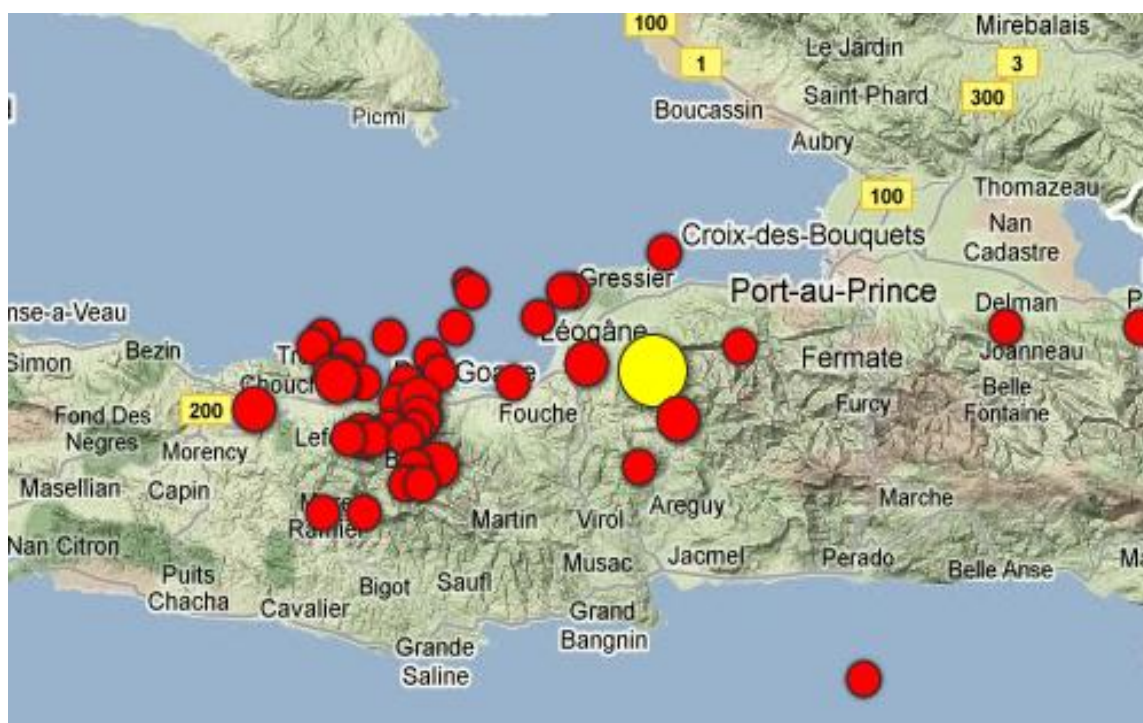 100
Mirebalais
Le Jardin
1
3
Saint-Phard
300
Boucassin
Picmi
Aubry
Thomazeau
100
Nan
Cadastre
Croix-des-Bouquets
Gressier
Port-au-Prince
Delman
nse-a-Veau
Léogâne
Bezin
Simon
Fermate
Joanneau
Goave
200
Fond Des
Negres
Fouche
Furcy
Belle
Fontaine
Morency
Masellian
Capin
Martin
Virol
Areguy
Marche
Nan Citron
Puits
Chacha
Bigot
Saufl
Musac
Jacmel
Perado
Belle Anse
Ma
Cavalier
Grand
Bangnin
Grande
Saline